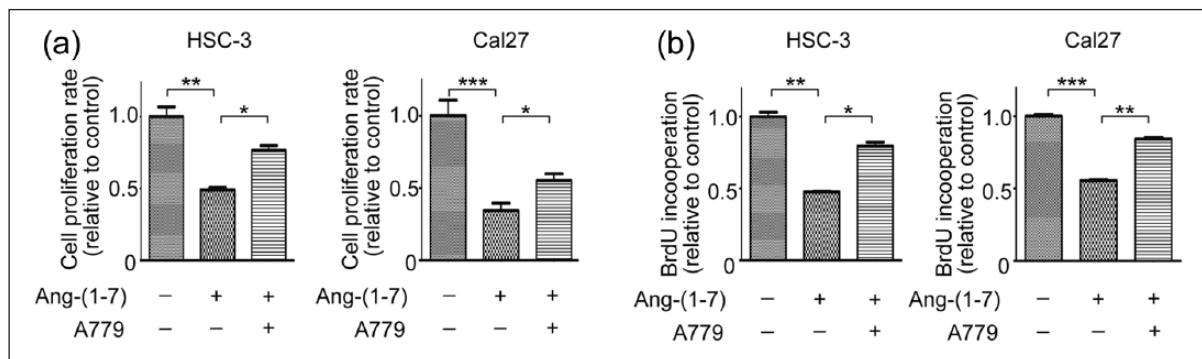 (a)
HSC-3
Cell proliferation rate
(relative to control)
1.0
0.5
0
**
*
Cal27
Cell proliferation rate
(relative to control)
1.0
0.5
0
***
*
Ang-(1-7) − + +
A779 − − +
Ang-(1-7) − + +
A779 − − +
(b)
HSC-3
BrdU incooperation
(relative to control)
1.0
0.5
0
**
*
Cal27
BrdU incooperation
(relative to control)
1.0
0.5
0
***
**
Ang-(1-7) − + +
A779 − − +
Ang-(1-7) − + +
A779 − − +